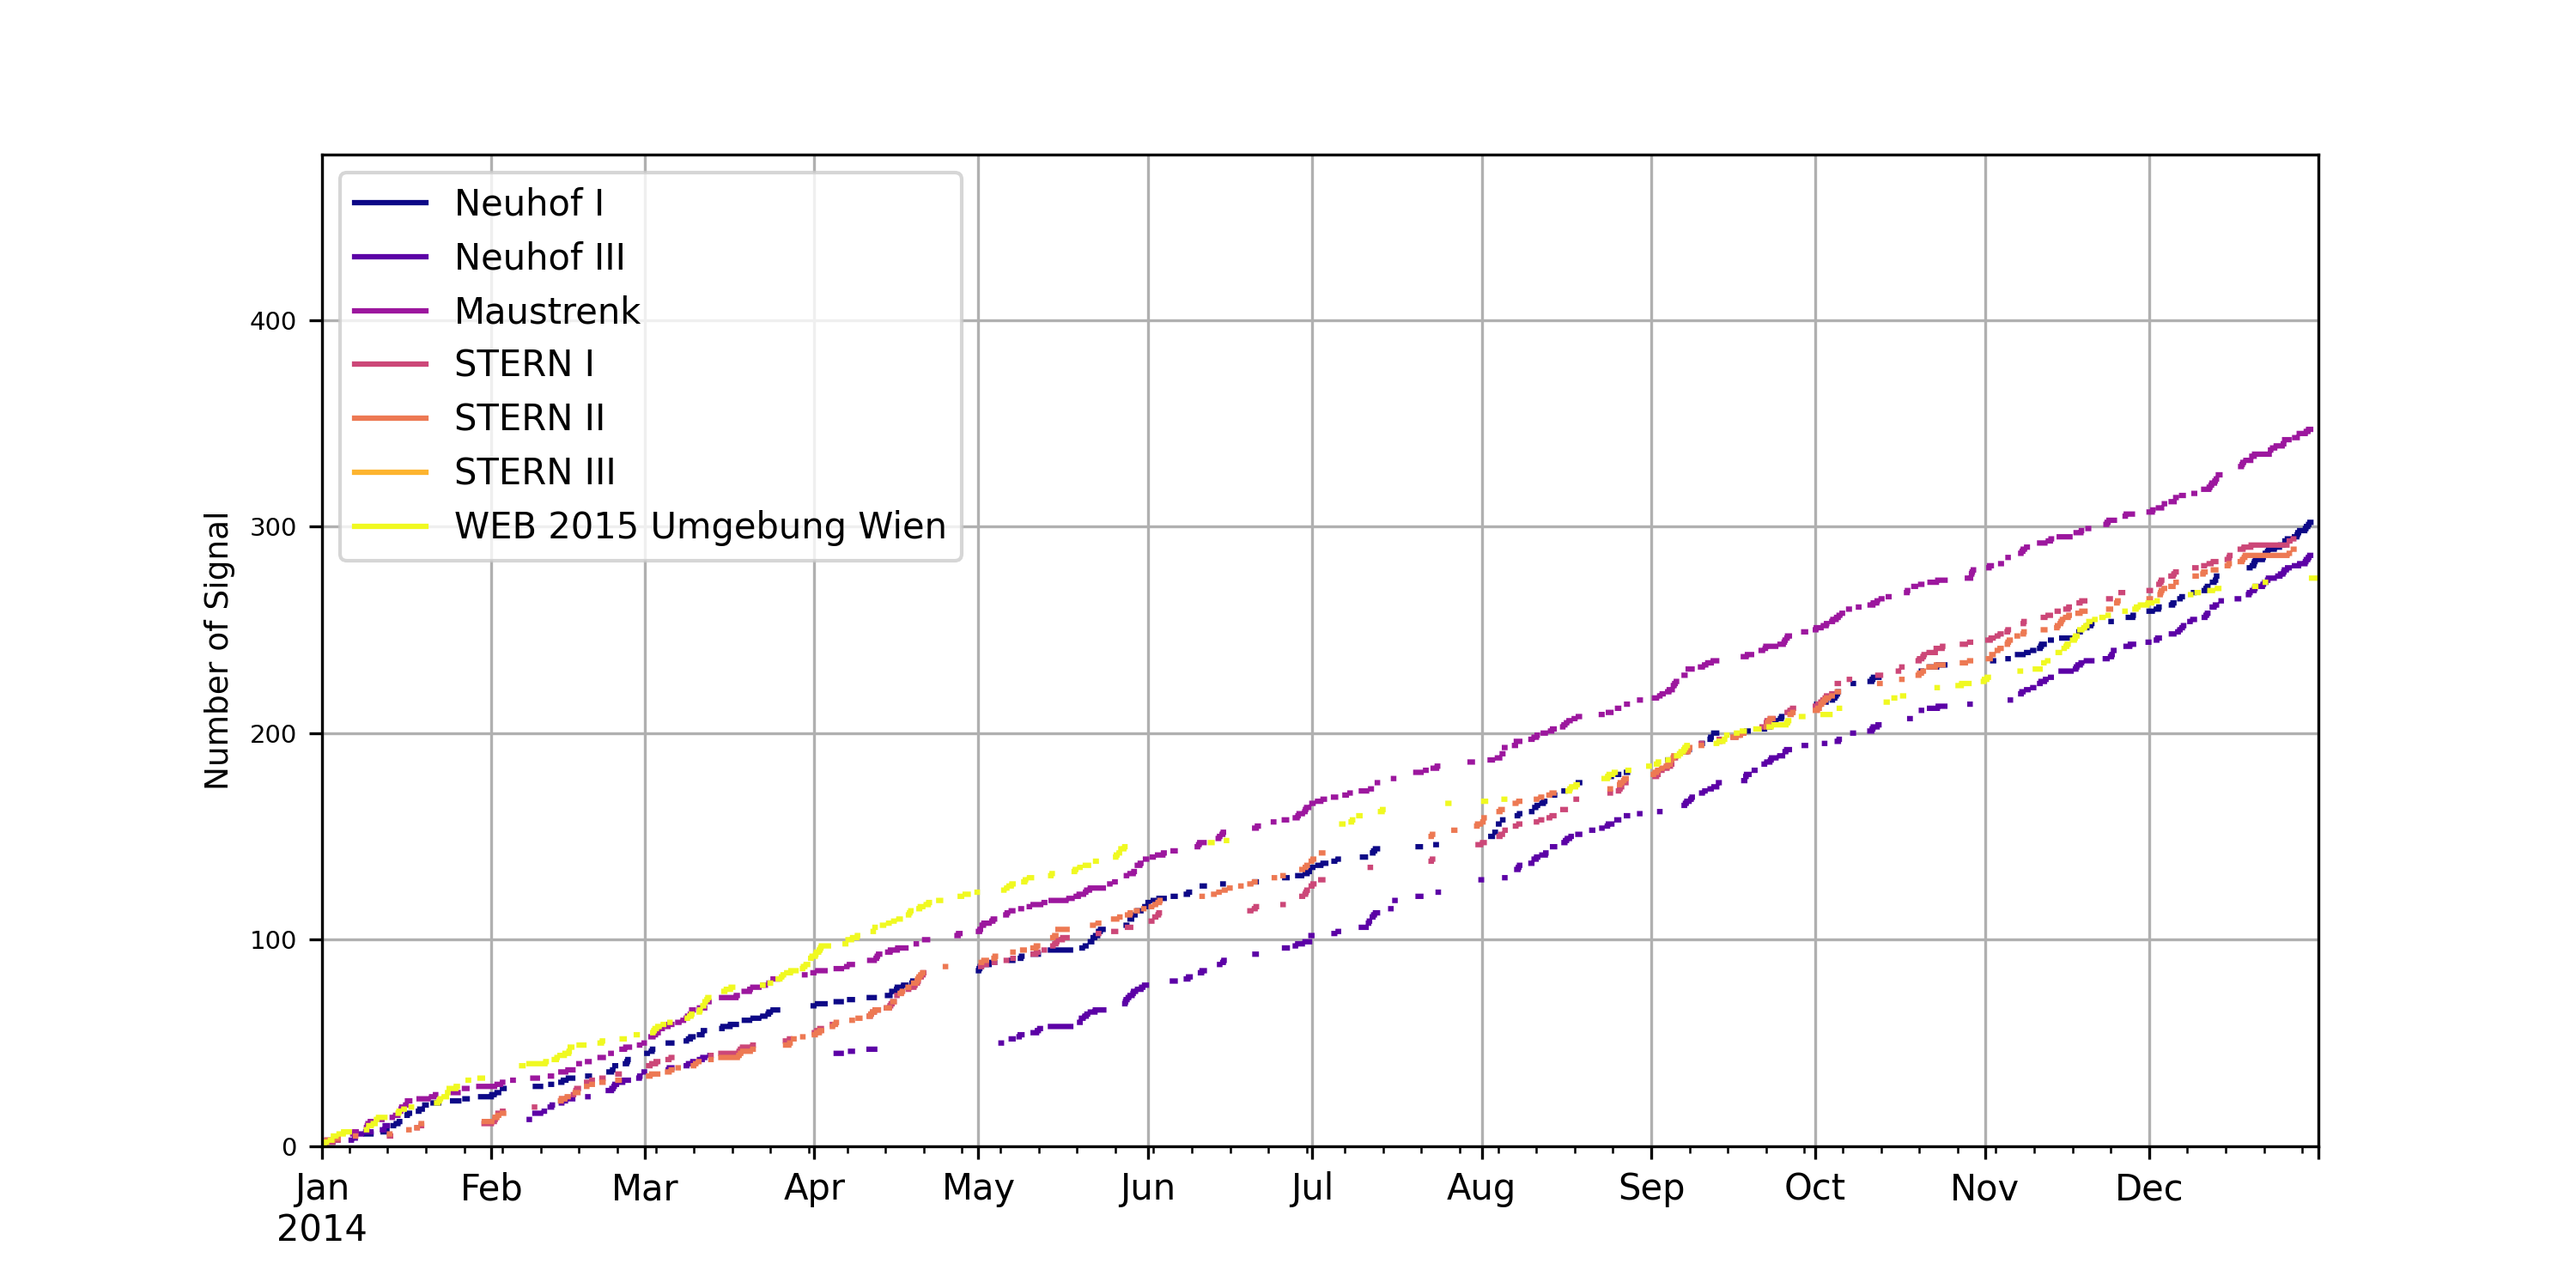 Neuhof I
Neuhof III
Maustrenk
STERN I
STERN II
STERN III
WEB 2015 Umgebung Wien
Number of Signal
400
300
200
100
0
Jan Feb Mar Apr May Jun Jul Aug Sep Oct Nov Dec
2014